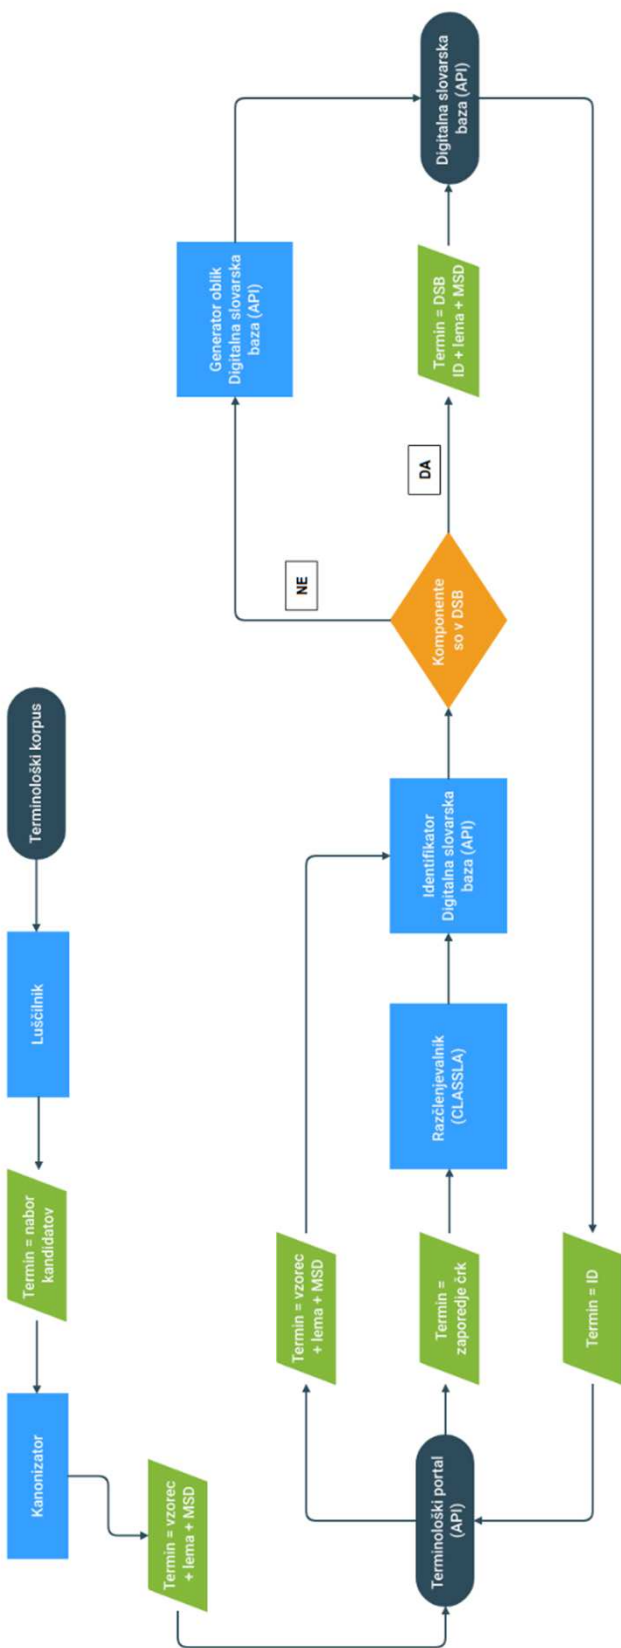 Terminološki korpus
Luščilnik
Termin = nabor
kandidatov
Kanonizator
Termin = vzorec
+ lema + MSD
Terminološki portal
(API)
Termin = vzorec
+ lema + MSD
Termin =
zaporedje črk
Razčlenjevalnik
(CLASSLA)
Identifikator
Digitalna slovarska
baza (API)
Komponente
so v DSB
NE
DA
Generator oblik
Digitalna slovarska
baza (API)
Termin = DSB
ID + lema + MSD
Digitalna slovarska
baza (API)
Termin = ID